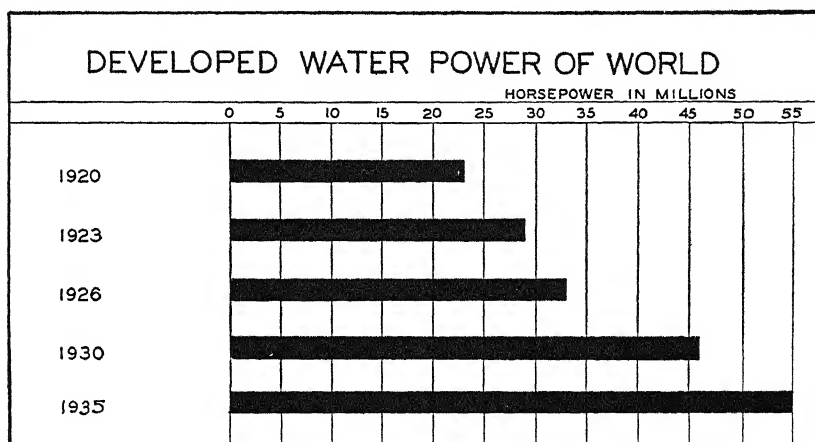 DEVELOPED WATER POWER OF WORLD
HORSEPOWER IN MILLIONS
0 5 10 15 20 25 30 35 40 45 50 55
1920
1923
1926
1930
1935